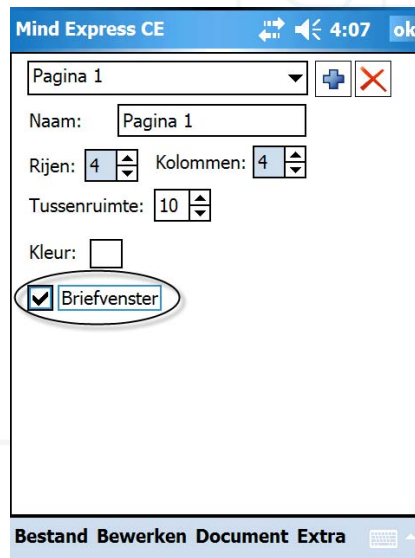 Mind Express CE 4:07 ok
Pagina 1
Naam: Pagina 1
Rijen: 4 Kolommen: 4
Tussenruimte: 10
Kleur:
Briefvenster
Bestand Bewerken Document Extra